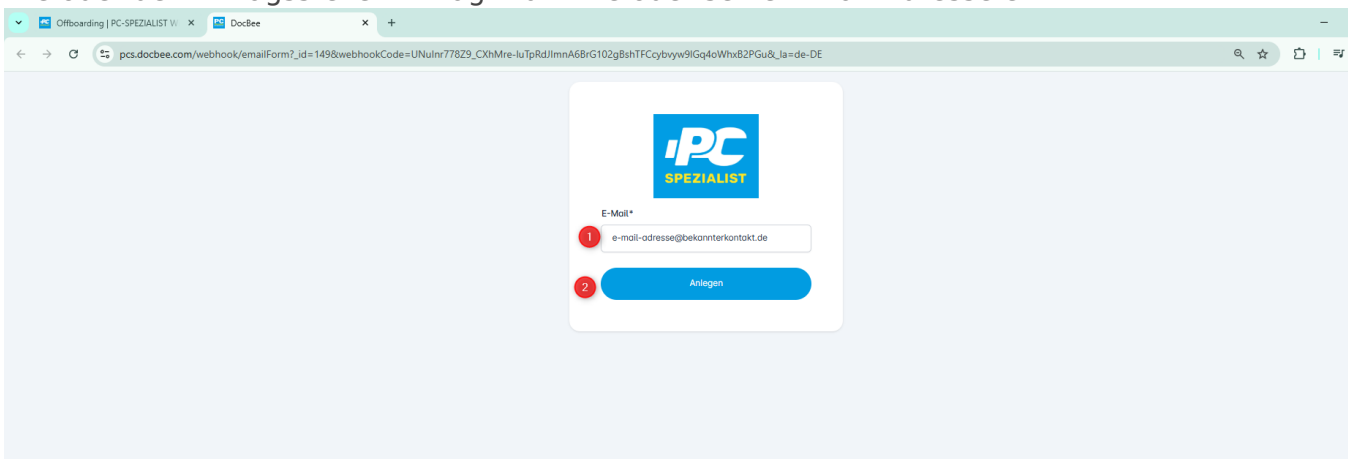 Offboarding | PC-SPEZIALIST W
DocBee
pcs.docbee.com/webhook/emailForm?_id=149&webhookCode=UNuInr778Z9_CXhMre-IuTpRdJImnA6BrG102gBshTFCcybvyw9IGq4oWhxB2PGu&_la=de-DE
PC
SPEZIALIST
E-Mail*
1
e-mail-adresse@bekannterkontakt.de
2
Anlegen